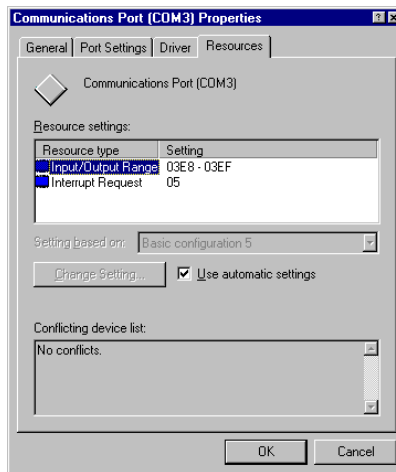 Communications Port (COM3) Properties
General Port Settings Driver Resources
Communications Port (COM3)
Resource settings:
Resource type Setting
Input/Output Range 03E8 - 03EF
Interrupt Request 05
Setting based on: Basic configuration 5
Change Setting...
Use automatic settings
Conflicting device list:
No conflicts.
OK Cancel